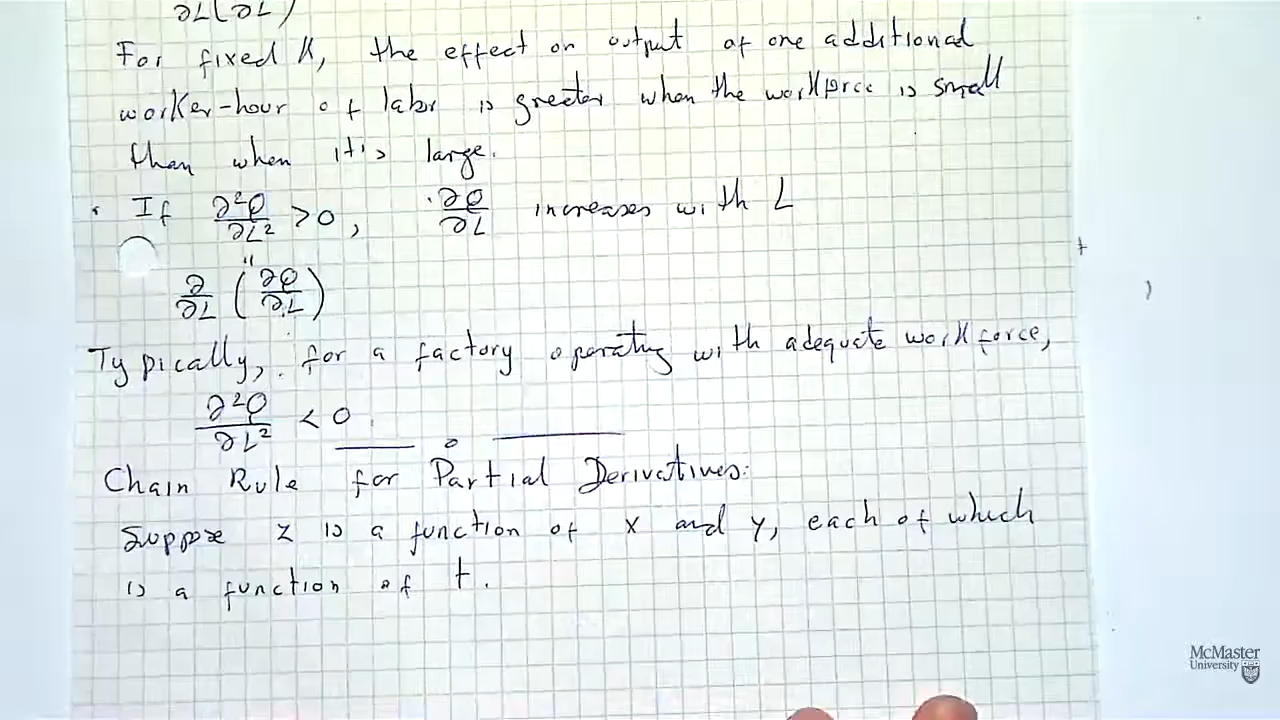 ∂L(∂L)
For fixed K, the effect on output of one additional
worker-hour of labor is greater when the workforce is small
than when it's large.
• If ∂²Q/∂L² > 0, ∂Q/∂L increases with L
"
∂/∂L (∂Q/∂L)
Typically, for a factory operating with adequate workforce,
∂²Q/∂L² < 0.
Chain Rule for Partial Derivatives:
Suppose z is a function of x and y, each of which
is a function of t.
McMaster
University